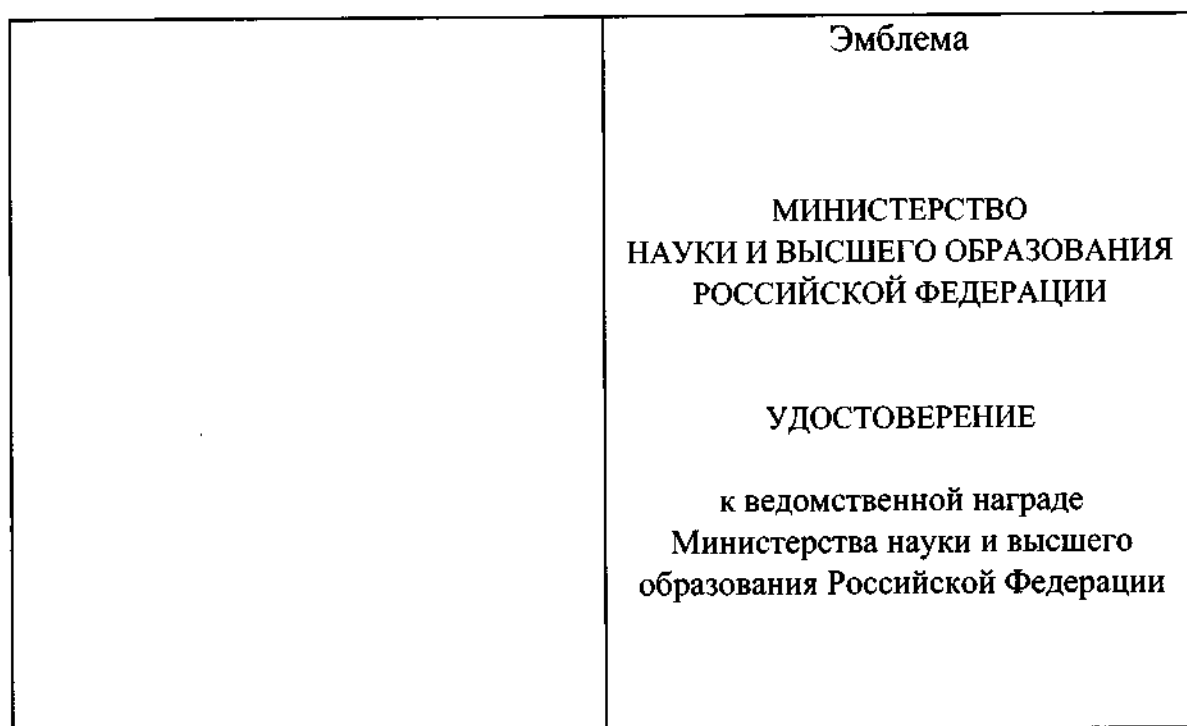 Эмблема
МИНИСТЕРСТВО
НАУКИ И ВЫСШЕГО ОБРАЗОВАНИЯ
РОССИЙСКОЙ ФЕДЕРАЦИИ
УДОСТОВЕРЕНИЕ
к ведомственной награде
Министерства науки и высшего
образования Российской Федерации